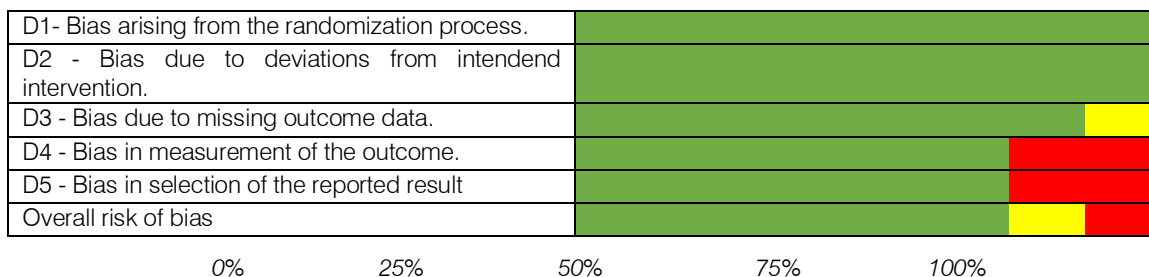 D1- Bias arising from the randomization process.
D2 - Bias due to deviations from intendend
intervention.
D3 - Bias due to missing outcome data.
D4 - Bias in measurement of the outcome.
D5 - Bias in selection of the reported result
Overall risk of bias
0% 25% 50% 75% 100%